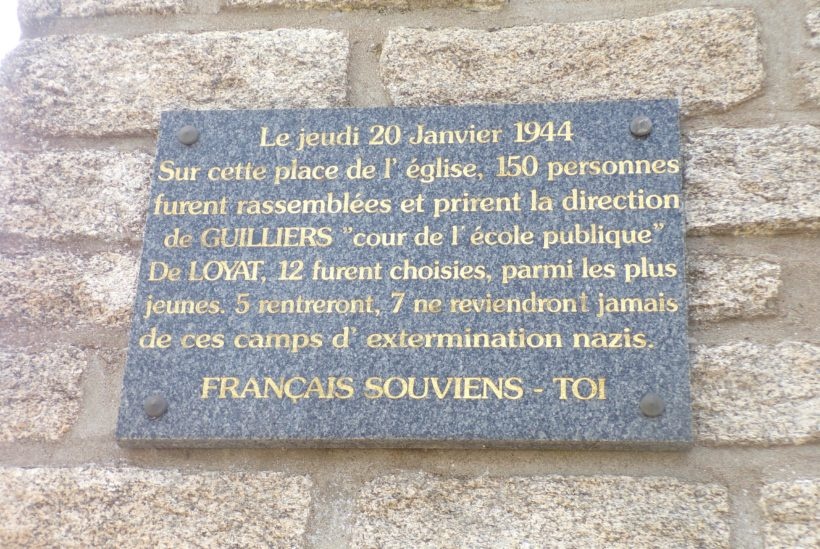 Le jeudi 20 Janvier 1944
Sur cette place de l' église, 150 personnes
furent rassemblées et prirent la direction
de GUILLIERS "cour de l' école publique"
De LOYAT, 12 furent choisies, parmi les plus
jeunes. 5 rentreront, 7 ne reviendront jamais
de ces camps d' extermination nazis.
FRANÇAIS SOUVIENS - TOI